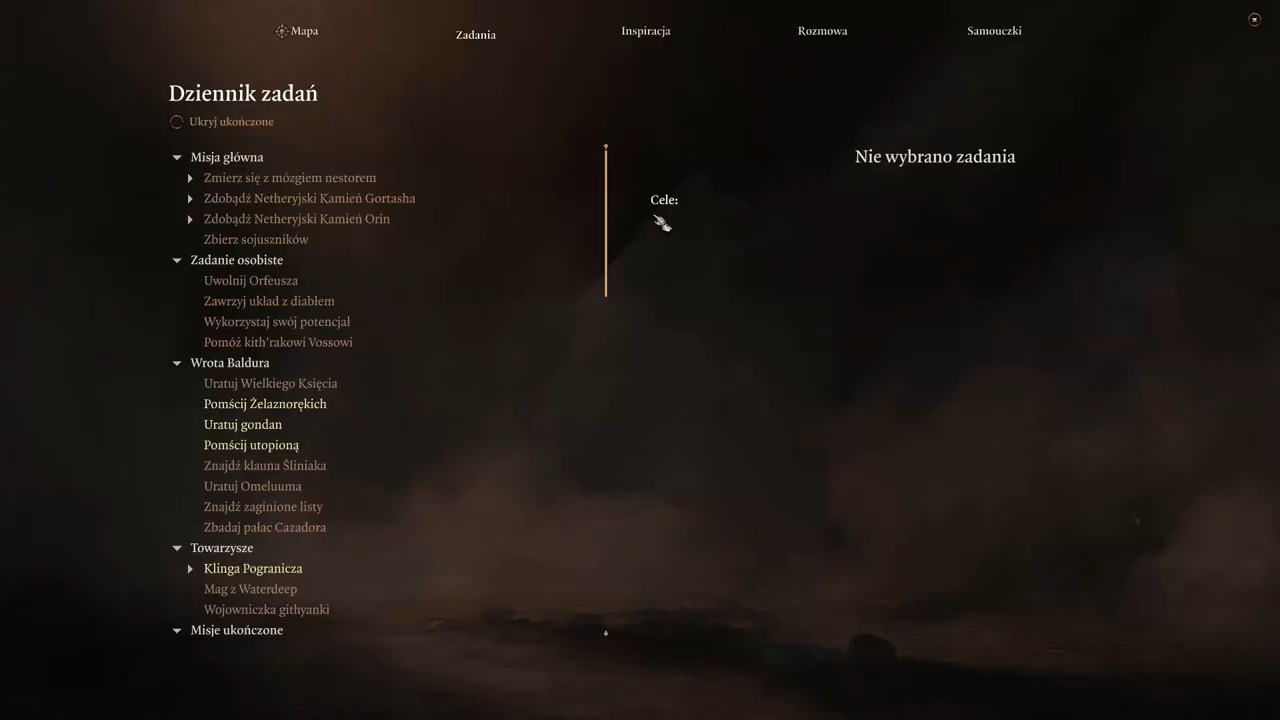 Mapa
Zadania
Inspiracja
Rozmowa
Samouczki
Dziennik zadań
Ukryj ukończone
Misja główna
Zmierz się z mózgiem nestorem
Zdobądź Netheryjski Kamień Gortasha
Zdobądź Netheryjski Kamień Orin
Zbierz sojuszników
Zadanie osobiste
Uwolnij Orfeusza
Zawrzyj układ z diabłem
Wykorzystaj swój potencjał
Pomóż kith'rakowi Vossowi
Wrota Baldura
Uratuj Wielkiego Księcia
Pomścij Żelaznorękich
Uratuj gondan
Pomścij utopioną
Znajdź klauna Śliniaka
Uratuj Omeluuma
Znajdź zaginione listy
Zbadaj pałac Cazadora
Towarzysze
Klinga Pogranicza
Mag z Waterdeep
Wojowniczka githyanki
Misje ukończone
Nie wybrano zadania
Cele: